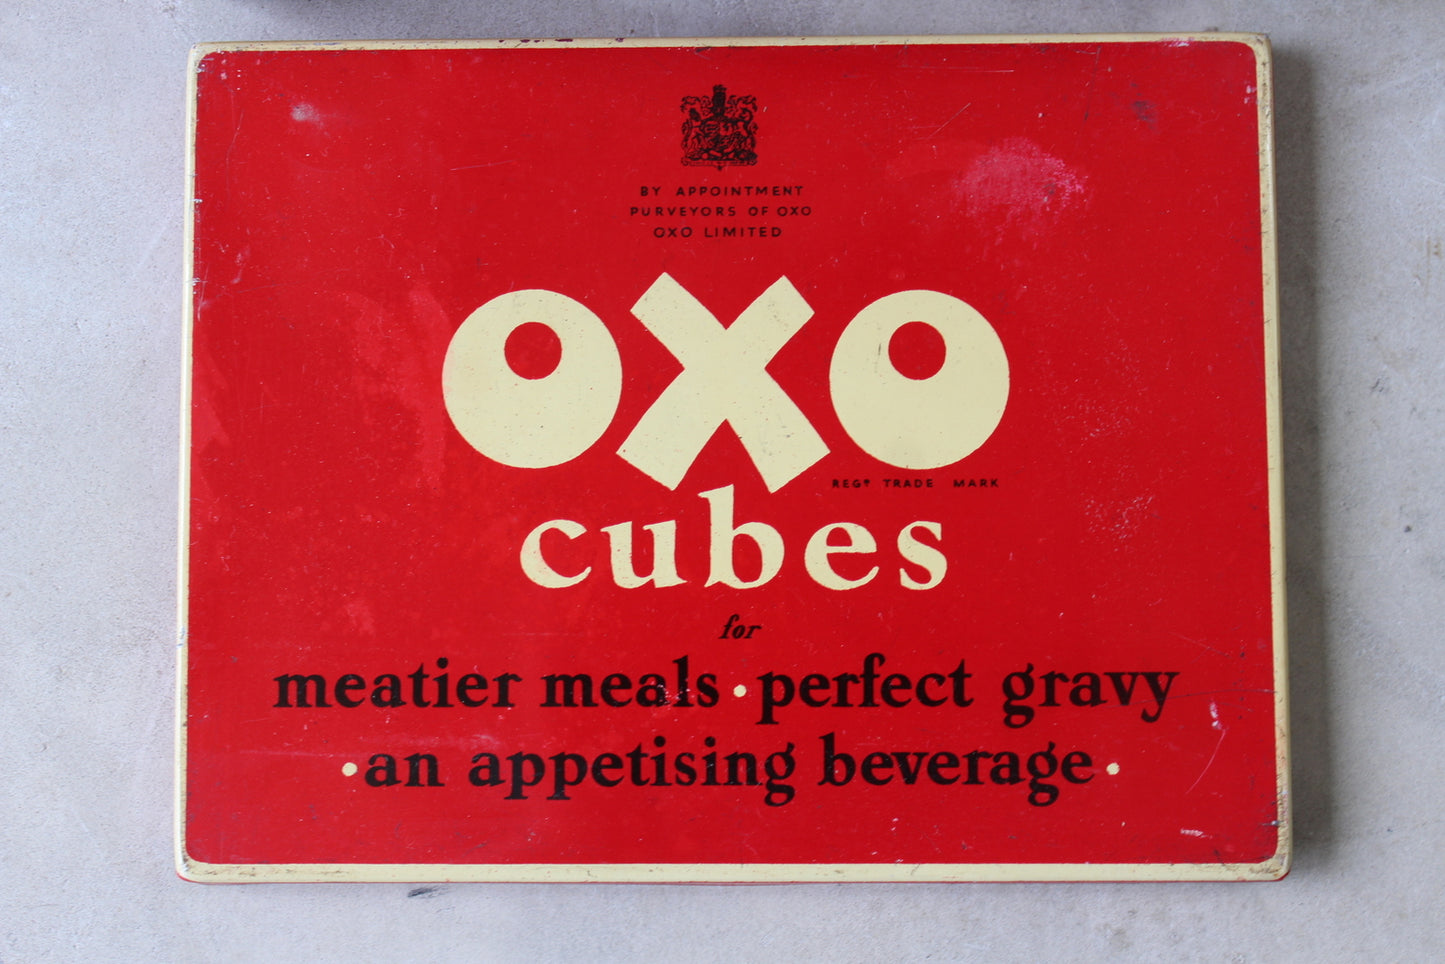 BY APPOINTMENT
PURVEYORS OF OXO
OXO LIMITED
OXO
REGD TRADE MARK
cubes
for
meatier meals · perfect gravy
· an appetising beverage ·